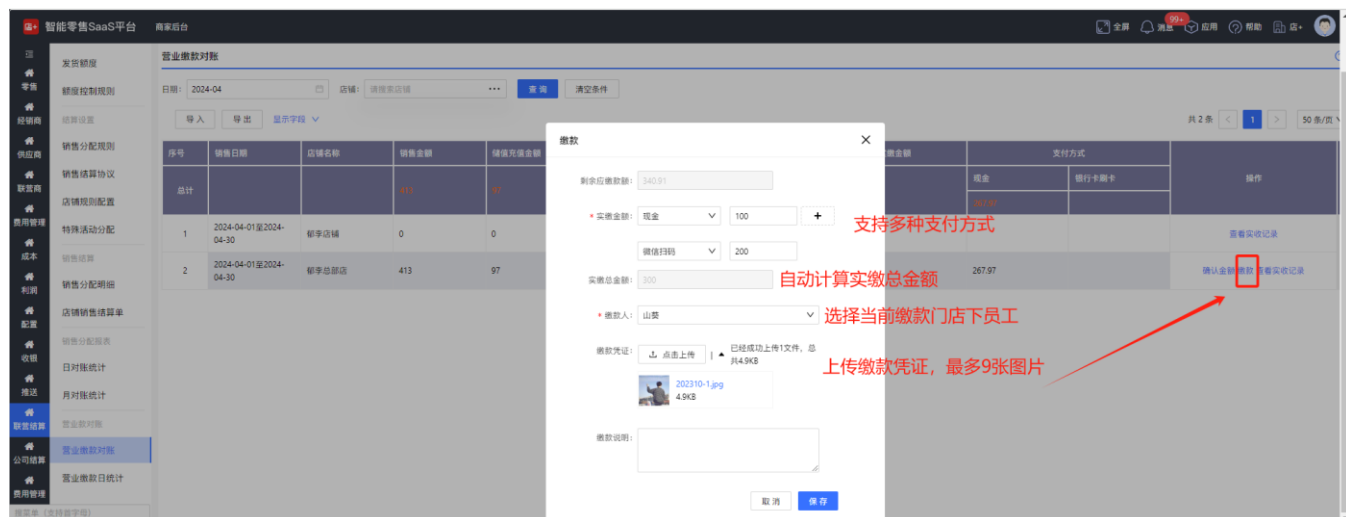 店+ 智能零售SaaS平台 商家后台 全屏 消息 99+ 应用 帮助 店+
零售
经销商
供应商
联营商
费用管理
成本
利润
配置
收银
推送
联营结算
公司结算
费用管理
搜菜单（支持首字母）
发货额度
额度控制规则
结算设置
销售分配规则
销售结算协议
店铺规则配置
特殊活动分配
销售结算
销售分配明细
店铺销售结算单
销售分配报表
日对账统计
月对账统计
营业款对账
营业缴款对账
营业缴款日统计
营业缴款对账
日期： 2024-04 店铺： 请搜索店铺 ••• 查 询 清空条件
导 入 导 出 显示字段 共 2 条 < 1 > 50 条/页
序号 销售日期 店铺名称 销售金额 储值充值金额 缴金额 支付方式 操作
现金 银行卡刷卡
总计 413 97 267.97
1 2024-04-01至2024-04-30 郁李店铺 0 0 查看实收记录
2 2024-04-01至2024-04-30 郁李总部店 413 97 267.97 确认金额 缴款 查看实收记录
缴款
剩余应缴款额： 340.91
* 实缴金额： 现金 100 +
微信扫码 200
实缴总金额： 300
* 缴款人： 山葵
缴款凭证： 点击上传 | 已经成功上传1文件，总
共4.9KB
202310-1.jpg
4.9KB
缴款说明：
取 消 保 存
支持多种支付方式
自动计算实缴总金额
选择当前缴款门店下员工
上传缴款凭证，最多9张图片